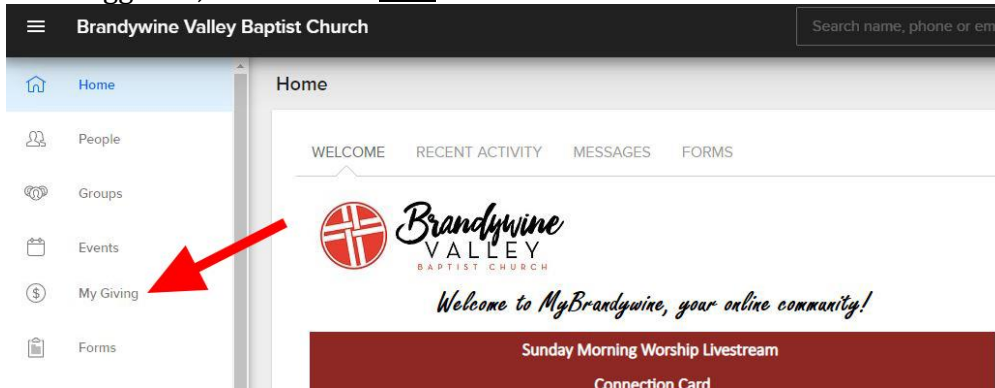 Brandywine Valley Baptist Church
Search name, phone or em
Home
People
Groups
Events
My Giving
Forms
Home
WELCOME RECENT ACTIVITY MESSAGES FORMS
Brandywine
VALLEY
BAPTIST CHURCH
Welcome to MyBrandywine, your online community!
Sunday Morning Worship Livestream
Connection Card